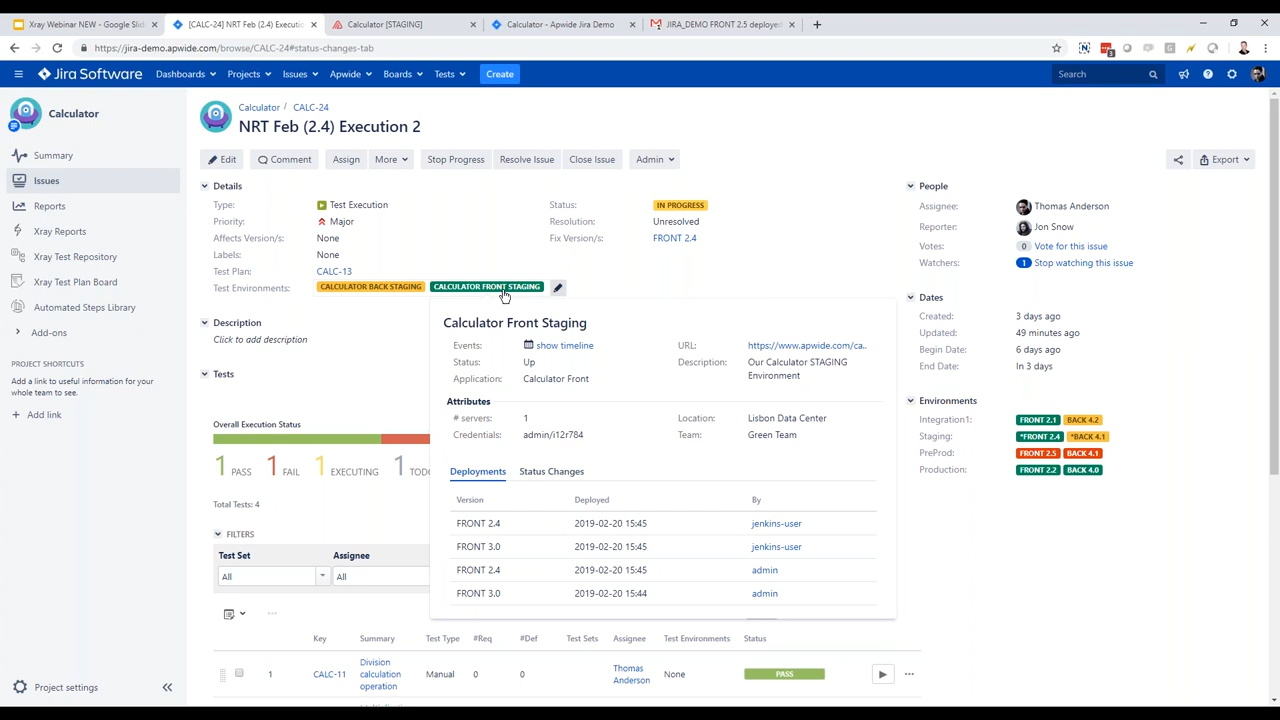 Xray Webinar NEW - Google Slid
[CALC-24] NRT Feb (2.4) Executio
Calculator [STAGING]
Calculator - Apwide Jira Demo
JIRA_DEMO FRONT 2.5 deployed
https://jira-demo.apwide.com/browse/CALC-24#status-changes-tab
Jira Software
Dashboards
Projects
Issues
Apwide
Boards
Tests
Create
Search
Calculator
Summary
Issues
Reports
Xray Reports
Xray Test Repository
Xray Test Plan Board
Automated Steps Library
Add-ons
PROJECT SHORTCUTS
Add a link to useful information for your
whole team to see.
Add link
Project settings
Calculator / CALC-24
NRT Feb (2.4) Execution 2
Edit
Comment
Assign
More
Stop Progress
Resolve Issue
Close Issue
Admin
Export
Details
Type: Test Execution
Status: IN PROGRESS
Priority: Major
Resolution: Unresolved
Affects Version/s: None
Fix Version/s: FRONT 2.4
Labels: None
Test Plan: CALC-13
Test Environments: CALCULATOR BACK STAGING CALCULATOR FRONT STAGING
Description
Click to add description
Tests
Overall Execution Status
1 PASS
1 FAIL
1 EXECUTING
1 TODO
Total Tests: 4
FILTERS
Test Set
Assignee
All
All
Calculator Front Staging
Events: show timeline
URL: https://www.apwide.com/ca..
Status: Up
Description: Our Calculator STAGING
Environment
Application: Calculator Front
Attributes
# servers: 1
Location: Lisbon Data Center
Credentials: admin/i12r784
Team: Green Team
Deployments
Status Changes
Version Deployed By
FRONT 2.4 2019-02-20 15:45 jenkins-user
FRONT 3.0 2019-02-20 15:45 jenkins-user
FRONT 2.4 2019-02-20 15:45 admin
FRONT 3.0 2019-02-20 15:44 admin
Key Summary Test Type #Req #Def Test Sets Assignee Test Environments Status
1 CALC-11 Division
calculation
operation
Manual 0 0 Thomas
Anderson
None PASS
People
Assignee: Thomas Anderson
Reporter: Jon Snow
Votes: 0 Vote for this issue
Watchers: 1 Stop watching this issue
Dates
Created: 3 days ago
Updated: 49 minutes ago
Begin Date: 6 days ago
End Date: In 3 days
Environments
Integration1: FRONT 2.1 BACK 4.2
Staging: *FRONT 2.4 *BACK 4.1
PreProd: FRONT 2.5 BACK 4.1
Production: FRONT 2.2 BACK 4.0